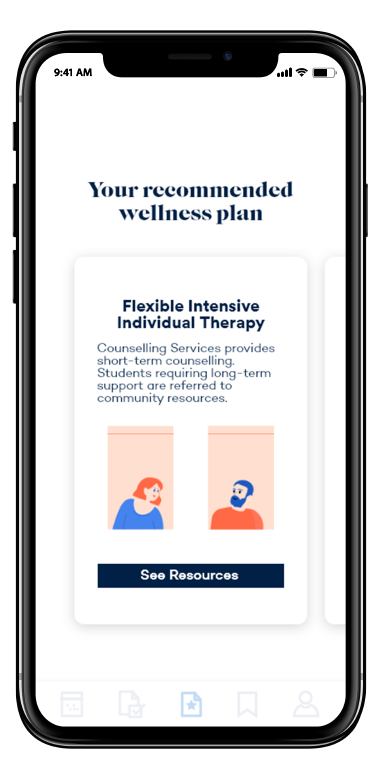 9:41 AM
Your recommended
wellness plan
Flexible Intensive
Individual Therapy
Counselling Services provides
short-term counselling.
Students requiring long-term
support are referred to
community resources.
See Resources